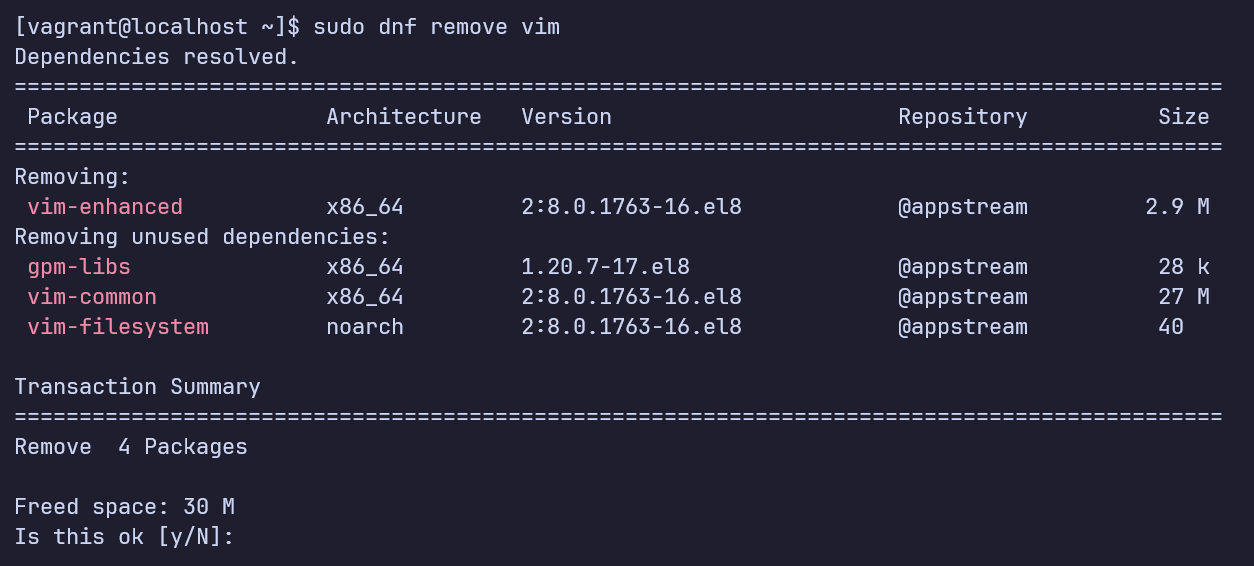 [vagrant@localhost ~]$ sudo dnf remove vim
Dependencies resolved.
=============================================================================================
 Package                Architecture   Version                      Repository          Size
=============================================================================================
Removing:
 vim-enhanced           x86_64         2:8.0.1763-16.el8            @appstream         2.9 M
Removing unused dependencies:
 gpm-libs               x86_64         1.20.7-17.el8                @appstream          28 k
 vim-common             x86_64         2:8.0.1763-16.el8            @appstream          27 M
 vim-filesystem         noarch         2:8.0.1763-16.el8            @appstream          40

Transaction Summary
=============================================================================================
Remove  4 Packages

Freed space: 30 M
Is this ok [y/N]: